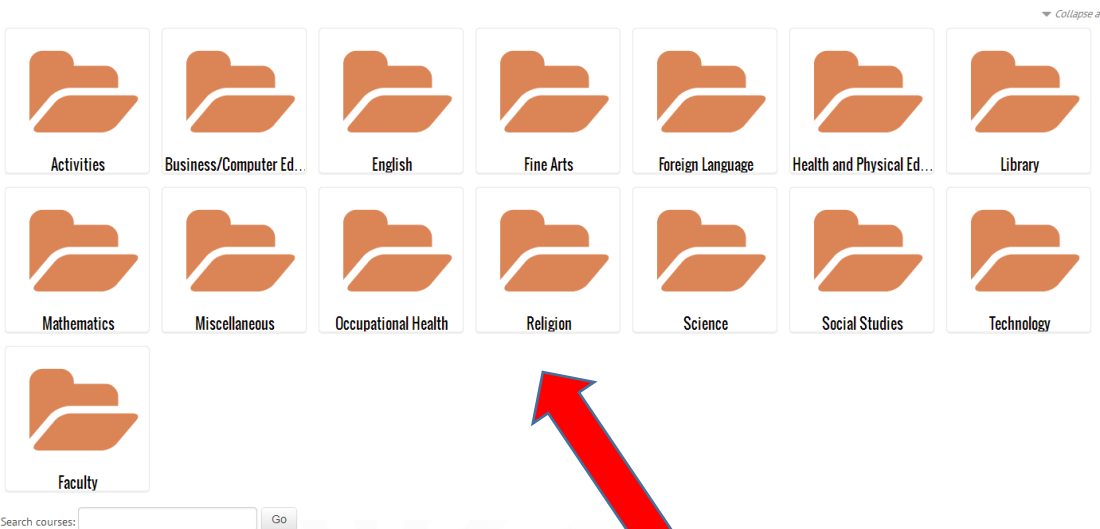 Collapse a
Activities
Business/Computer Ed...
English
Fine Arts
Foreign Language
Health and Physical Ed...
Library
Mathematics
Miscellaneous
Occupational Health
Religion
Science
Social Studies
Technology
Faculty
Search courses:
Go